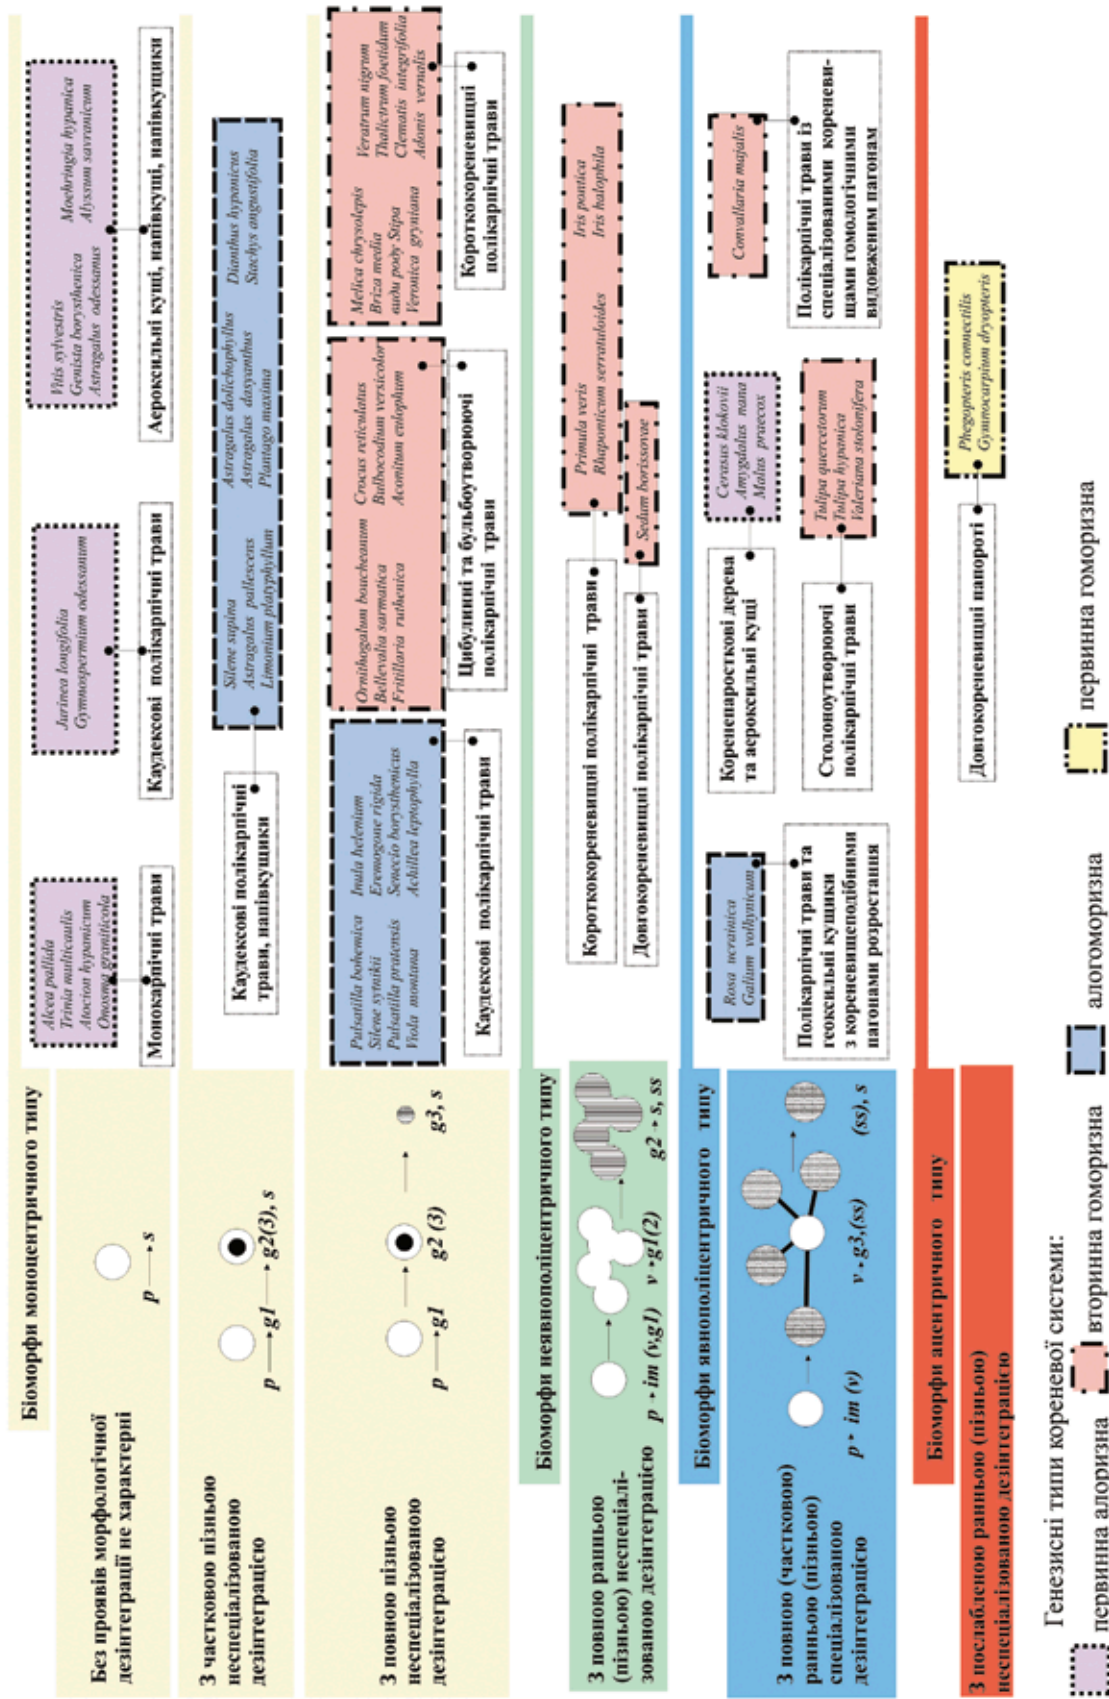 Біоморфи моноцентричного типу
Без проявів морфологічної
дезінтеграції не характерні
p → s
Alcea pallida
Trinia multicaulis
Atocion hypanicum
Onosma graniticola
Монокарпічні трави
Jurinea longifolia
Gymnospermium odessanum
Каудексові полікарпічні трави
Vitis sylvestris
Genista borysthenica
Astragalus odessanus
Moehringia hypanica
Alyssum savranicum
Аероксильні кущі, напівкущі, напівкущики
З частковою пізньою
неспеціалізованою
дезінтеграцією
p → g1 → g2(3), s
Каудексові полікарпічні
трави, напівкущики
Silene supina
Astragalus pallescens
Limonium platyphyllum
Astragalus dolichophyllus
Astragalus dasyanthus
Plantago maxima
Dianthus hypanicus
Stachys angustifolia
З повною пізньою
неспеціалізованою
дезінтеграцією
p → g1 g2 (3) g3, s
Pulsatilla bohemica
Silene sytnikii
Pulsatilla pratensis
Viola montana
Inula helenium
Eremogone rigida
Senecio borysthenicus
Achillea leptophylla
Каудексові полікарпічні трави
Ornithogalum boucheanum
Bellevalia sarmatica
Fritillaria ruthenica
Crocus reticulatus
Bulbocodium versicolor
Aconitum eulophum
Цибулинні та бульбоутворюючі
полікарпічні трави
Melica chrysolepis
Briza media
види роду Stipa
Veronica gryniana
Veratrum nigrum
Thalictrum foetidum
Clematis integrifolia
Adonis vernalis
Короткокореневищні
полікарпічні трави
Біоморфи неявнополіцентричного типу
З повною ранньою
(пізньою) неспеціалі-
зованою дезінтеграцією
p → im (v,g1) v → g1(2) g2 → s, ss
Короткокореневищні полікарпічні трави
Primula veris
Rhaponticum serratuloides
Iris pontica
Iris halophila
Довгокореневищні полікарпічні трави
Sedum borissovae
Біоморфи явнополіцентричного типу
З повною (частковою)
ранньою (пізньою)
спеціалізованою
дезінтеграцією
p → im (v) v → g3,(ss) (ss), s
Rosa ucrainica
Galium volhynicum
Полікарпічні трави та
геоксильні кущики
з кореневищеподібними
пагонами розростання
Cerasus klokovii
Amygdalus nana
Malus praecox
Коренепаросткові дерева
та аероксильні кущі
Tulipa quercetorum
Tulipa hypanica
Valeriana stolonifera
Столоноутворюючі
полікарпічні трави
Convallaria majalis
Полікарпічні трави із
спеціалізованими кореневи-
щами гомологічними
видовженим пагонам
Біоморфи ацентричного типу
З послабленою ранньою (пізньою)
неспеціалізованою дезінтеграцією
Довгокореневищні папороті
Phegopteris connectilis
Gymnocarpium dryopteris
Генезисні типи кореневої системи:
первинна алоризна
вторинна гоморизна
алогоморизна
первинна гоморизна